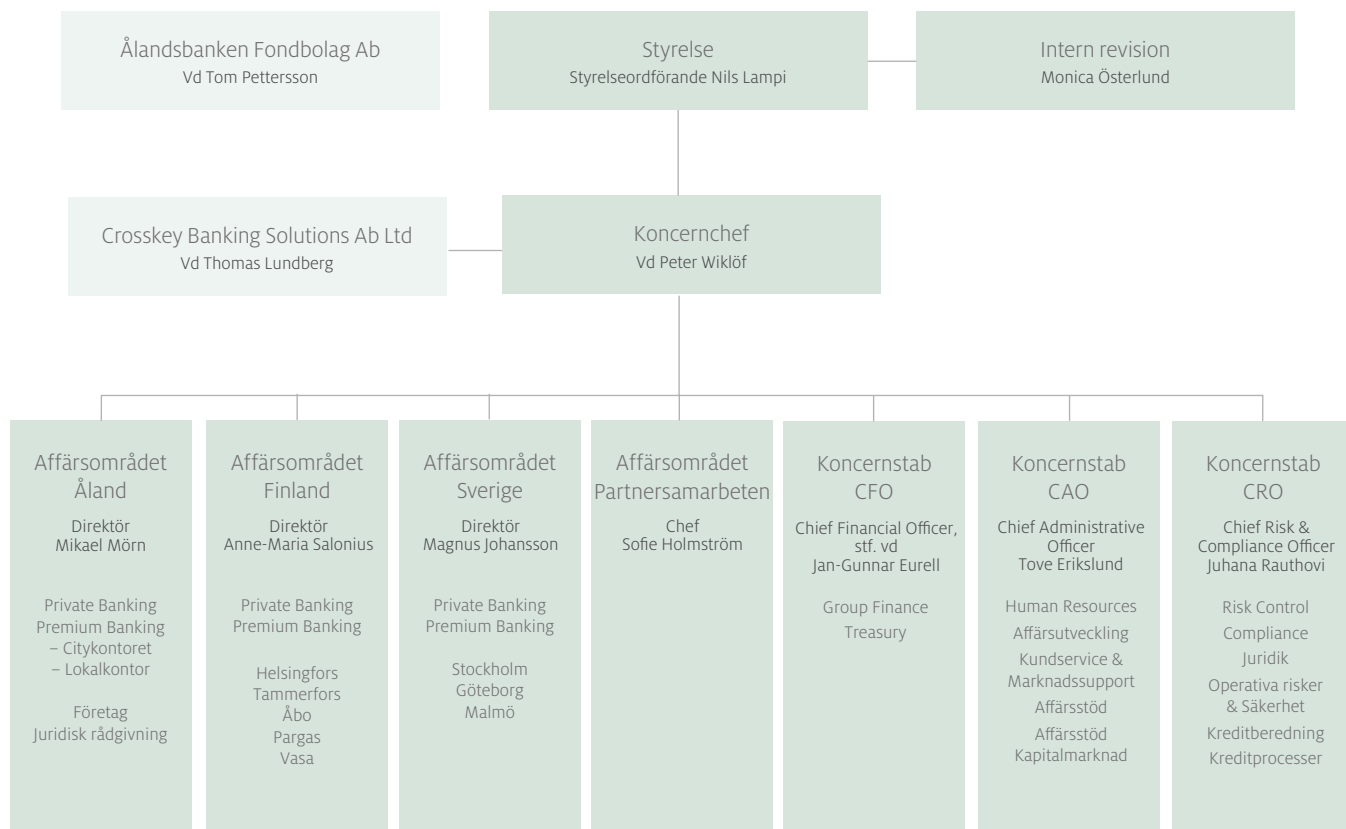 Ålandsbanken Fondbolag Ab
Vd Tom Pettersson
Styrelse
Styrelseordförande Nils Lampi
Intern revision
Monica Österlund
Crosskey Banking Solutions Ab Ltd
Vd Thomas Lundberg
Koncernchef
Vd Peter Wiklöf
Affärsområdet
Åland
Direktör
Mikael Mörn
Private Banking
Premium Banking
– Citykontoret
– Lokalkontor
Företag
Juridisk rådgivning
Affärsområdet
Finland
Direktör
Anne-Maria Salonius
Private Banking
Premium Banking
Helsingfors
Tammerfors
Åbo
Pargas
Vasa
Affärsområdet
Sverige
Direktör
Magnus Johansson
Private Banking
Premium Banking
Stockholm
Göteborg
Malmö
Affärsområdet
Partnersamarbeten
Chef
Sofie Holmström
Koncernstab
CFO
Chief Financial Officer,
stf. vd
Jan-Gunnar Eurell
Group Finance
Treasury
Koncernstab
CAO
Chief Administrative
Officer
Tove Erikslund
Human Resources
Affärsutveckling
Kundservice &
Marknadssupport
Affärsstöd
Affärsstöd
Kapitalmarknad
Koncernstab
CRO
Chief Risk &
Compliance Officer
Juhana Rauthovi
Risk Control
Compliance
Juridik
Operativa risker
& Säkerhet
Kreditberedning
Kreditprocesser